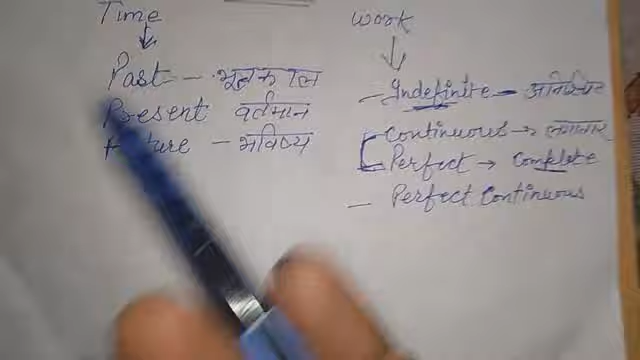 Time
Past - भूतकाल
Present वर्तमान
Future - भविष्य
Work
- Indefinite - अनिश्चित
Continuous → लगातार
Perfect → Complete
- Perfect Continuous